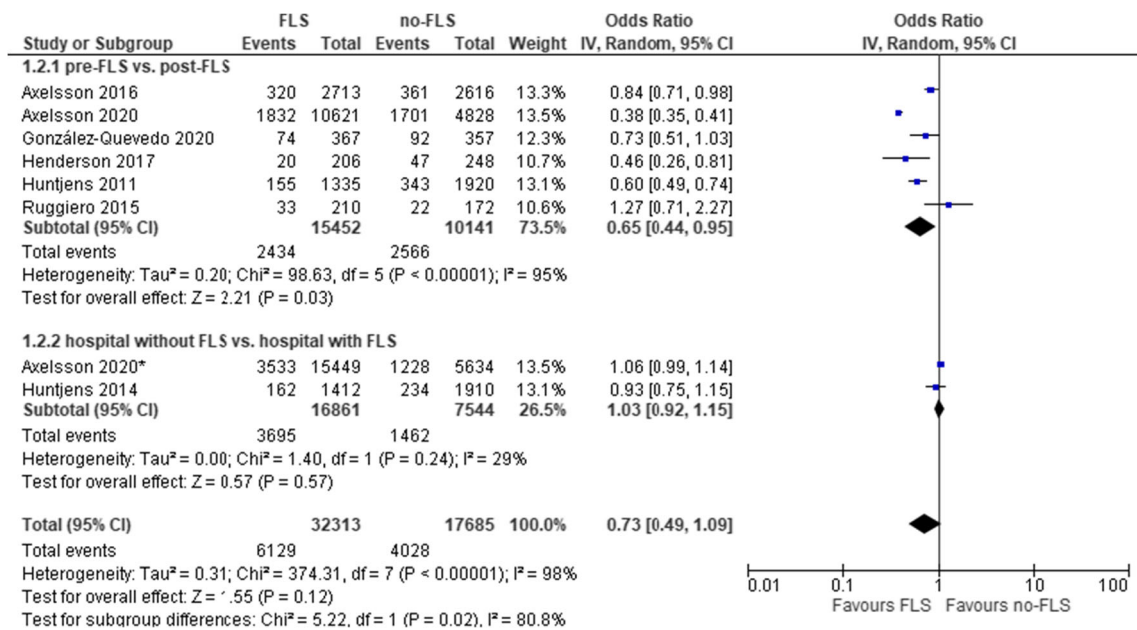 FLS no-FLS Odds Ratio Odds Ratio
Study or Subgroup Events Total Events Total Weight IV, Random, 95% CI IV, Random, 95% CI
1.2.1 pre-FLS vs. post-FLS
Axelsson 2016 320 2713 361 2616 13.3% 0.84 [0.71, 0.98]
Axelsson 2020 1832 10621 1701 4828 13.5% 0.38 [0.35, 0.41]
González-Quevedo 2020 74 367 92 357 12.3% 0.73 [0.51, 1.03]
Henderson 2017 20 206 47 248 10.7% 0.46 [0.26, 0.81]
Huntjens 2011 155 1335 343 1920 13.1% 0.60 [0.49, 0.74]
Ruggiero 2015 33 210 22 172 10.6% 1.27 [0.71, 2.27]
Subtotal (95% CI) 15452 10141 73.5% 0.65 [0.44, 0.95]
Total events 2434 2566
Heterogeneity: Tau² = 0.20; Chi² = 98.63, df = 5 (P < 0.00001); I² = 95%
Test for overall effect: Z = 2.21 (P = 0.03)
1.2.2 hospital without FLS vs. hospital with FLS
Axelsson 2020* 3533 15449 1228 5634 13.5% 1.06 [0.99, 1.14]
Huntjens 2014 162 1412 234 1910 13.1% 0.93 [0.75, 1.15]
Subtotal (95% CI) 16861 7544 26.5% 1.03 [0.92, 1.15]
Total events 3695 1462
Heterogeneity: Tau² = 0.00; Chi² = 1.40, df = 1 (P = 0.24); I² = 29%
Test for overall effect: Z = 0.57 (P = 0.57)
Total (95% CI) 32313 17685 100.0% 0.73 [0.49, 1.09]
Total events 6129 4028
Heterogeneity: Tau² = 0.31; Chi² = 374.31, df = 7 (P < 0.00001); I² = 98%
Test for overall effect: Z = 1.55 (P = 0.12)
Test for subgroup differences: Chi² = 5.22, df = 1 (P = 0.02), I² = 80.8%
0.01 0.1 1 10 100
Favours FLS Favours no-FLS